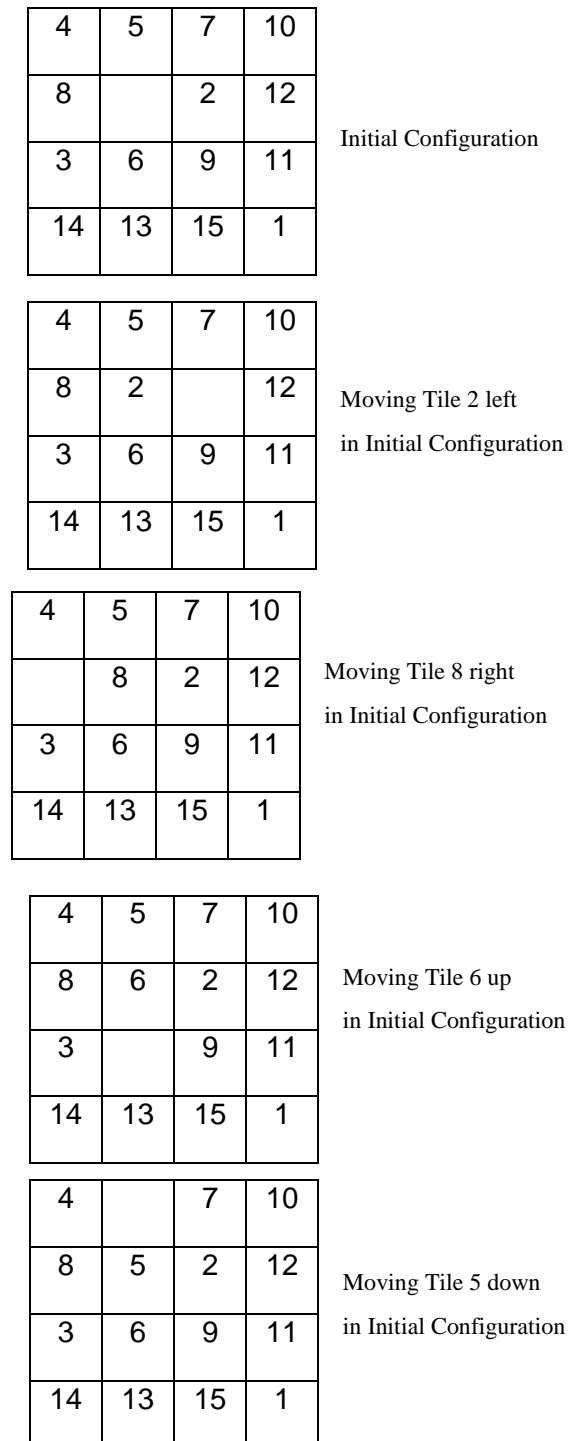 4 5 7 10
8 2 12
3 6 9 11
14 13 15 1
Initial Configuration
4 5 7 10
8 2 12
3 6 9 11
14 13 15 1
Moving Tile 2 left
in Initial Configuration
4 5 7 10
8 2 12
3 6 9 11
14 13 15 1
Moving Tile 8 right
in Initial Configuration
4 5 7 10
8 6 2 12
3 9 11
14 13 15 1
Moving Tile 6 up
in Initial Configuration
4 7 10
8 5 2 12
3 6 9 11
14 13 15 1
Moving Tile 5 down
in Initial Configuration